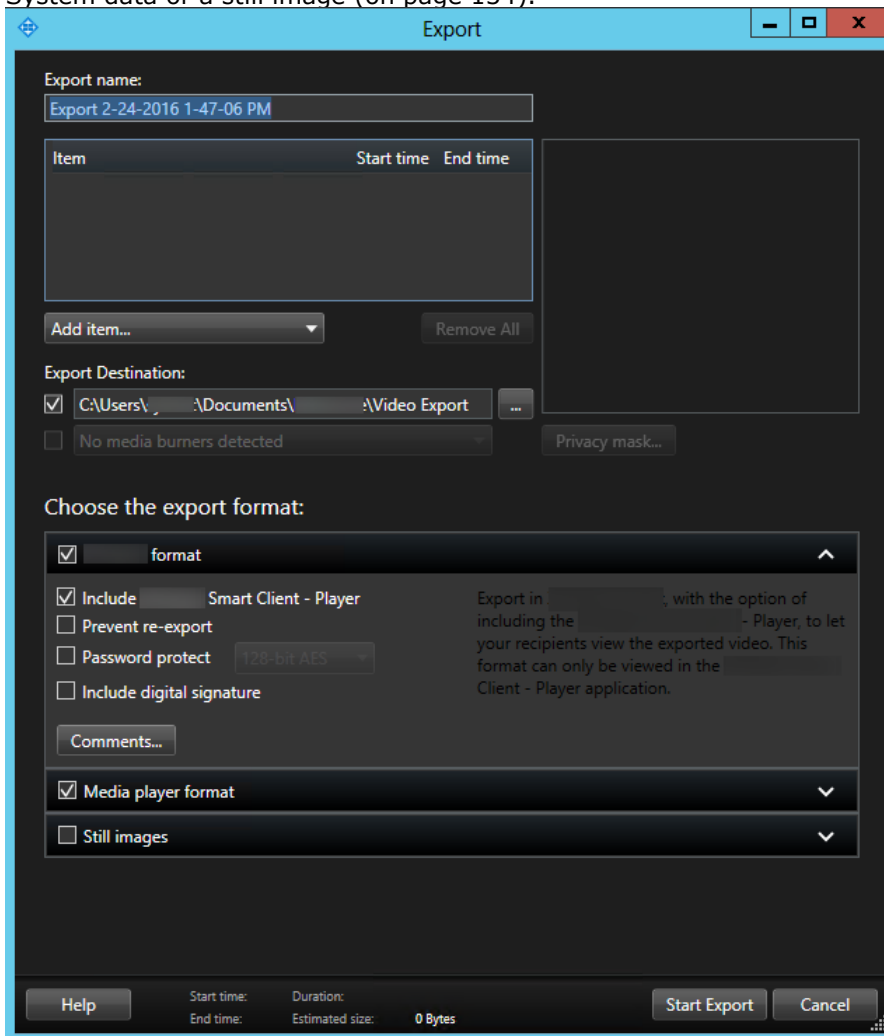 System data or a still image (on page 154).
Export
Export name:
Export 2-24-2016 1-47-06 PM
Item Start time End time
Add item... Remove All
Export Destination:
C:\Users\ :\Documents\ :\Video Export ...
No media burners detected Privacy mask...
Choose the export format:
format
Include Smart Client - Player
Prevent re-export
Password protect 128-bit AES
Include digital signature
Export in , with the option of
including the - Player, to let
your recipients view the exported video. This
format can only be viewed in the
Client - Player application.
Comments...
Media player format
Still images
Help Start time: Duration: Start Export Cancel
End time: Estimated size: 0 Bytes